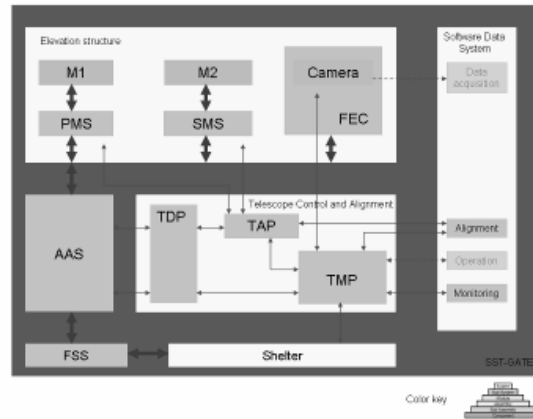 Elevation structure
Software Data
System
M1
M2
Camera
Data
acquisition
PMS
SMS
FEC
Telescope Control and Alignment
TDP
TAP
AAS
Alignment
Operation
TMP
Monitoring
FSS
Shelter
SST-GATE
Color key